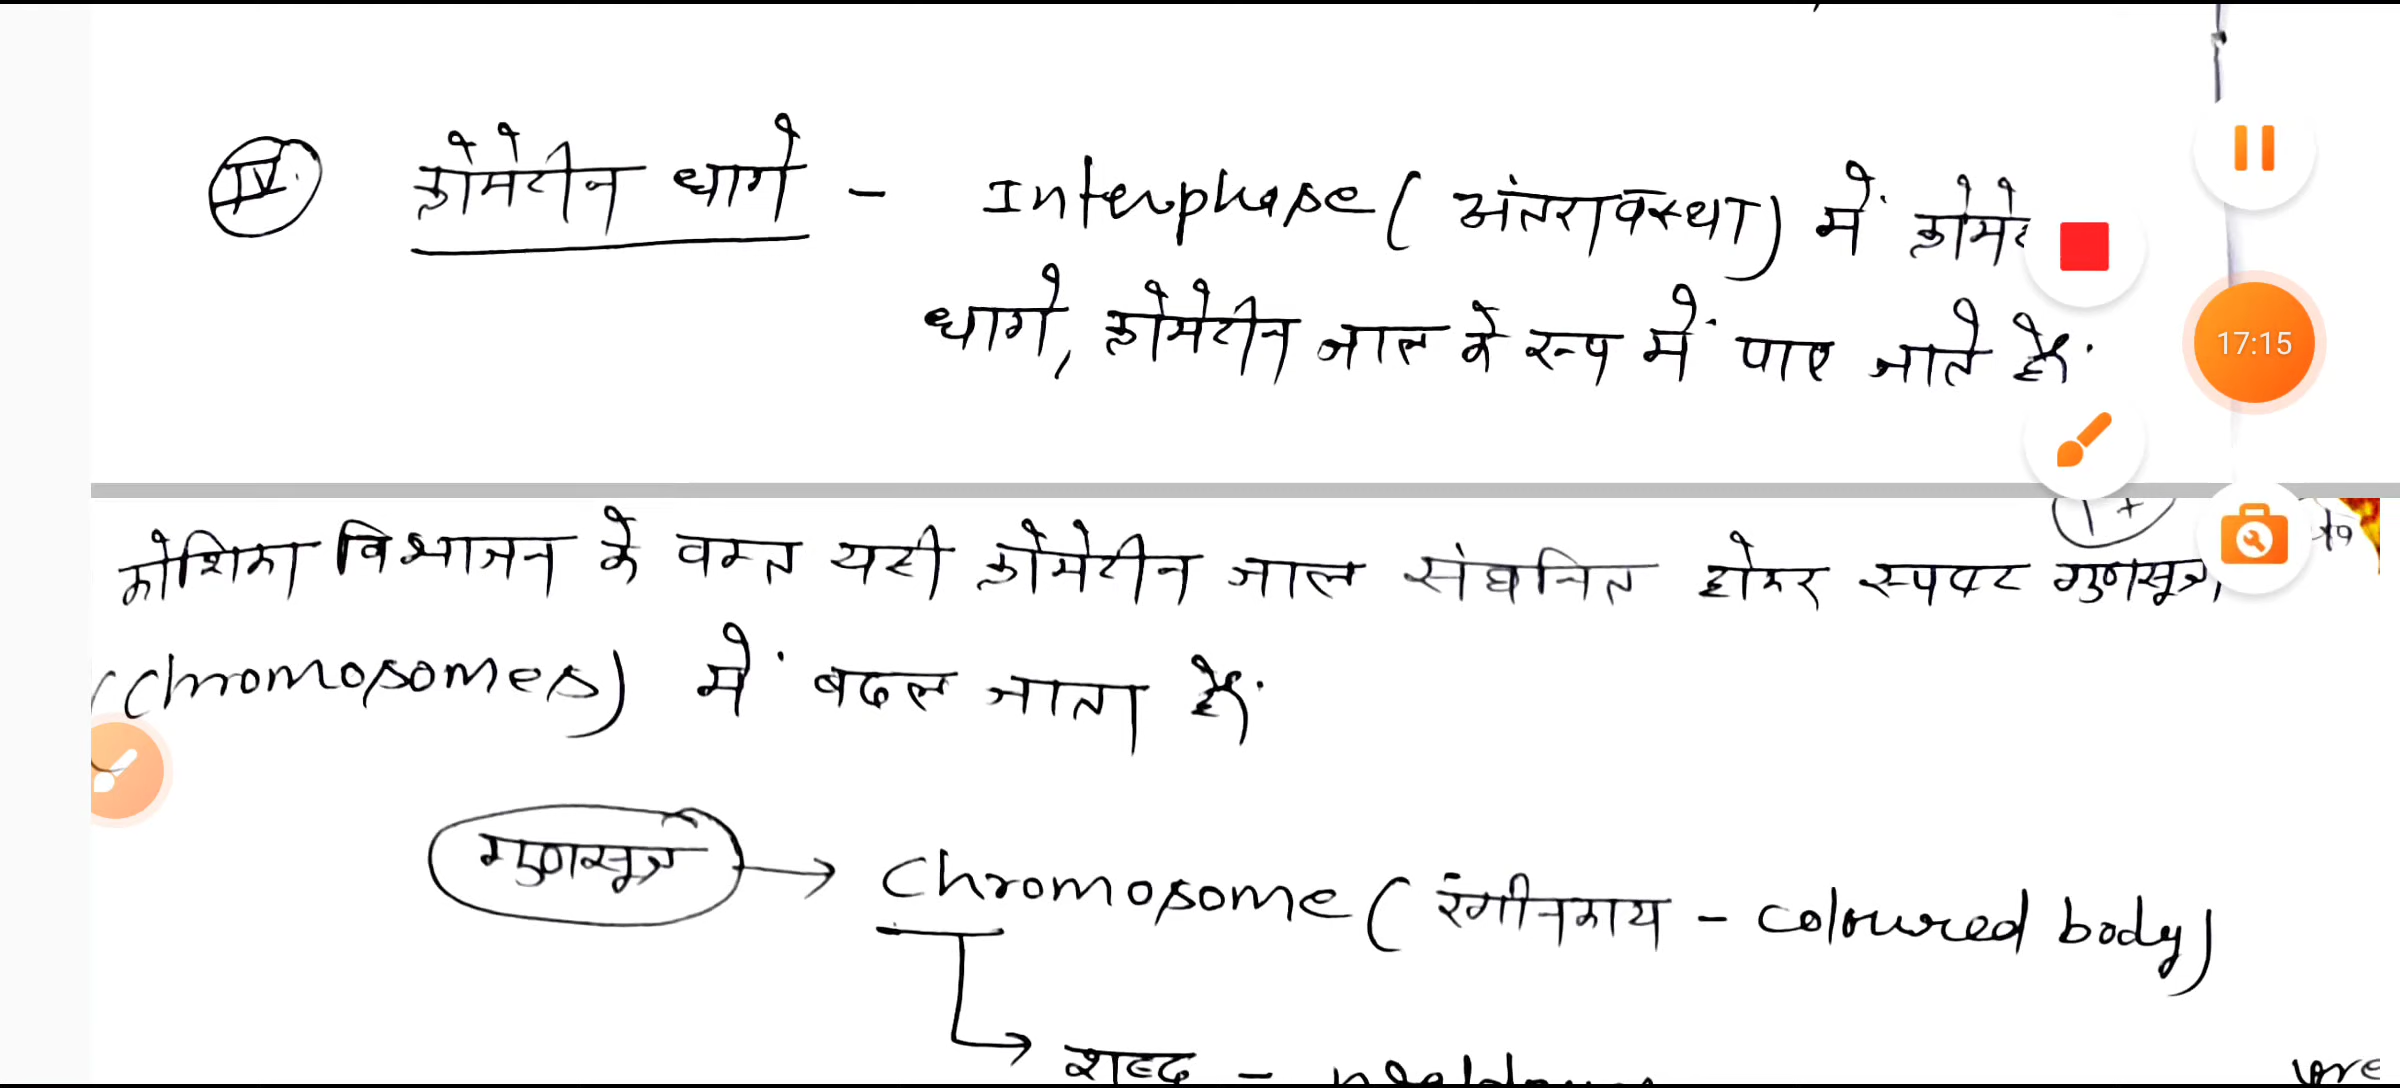 IV. क्रोमेटीन धागे - Interphase ( अंतरावस्था ) में
धागे, क्रोमेटीन जाल के रूप में पाए जाते हैं.
17:15
कोशिका विभाजन के वक्त यही क्रोमेटीन जाल संघनित होकर स्पष्ट गुणसूत्र
(Chromosomes) में बदल जाता है.
गुणसूत्र → Chromosome ( रंगीनकाय - coloured body)
शब्द -